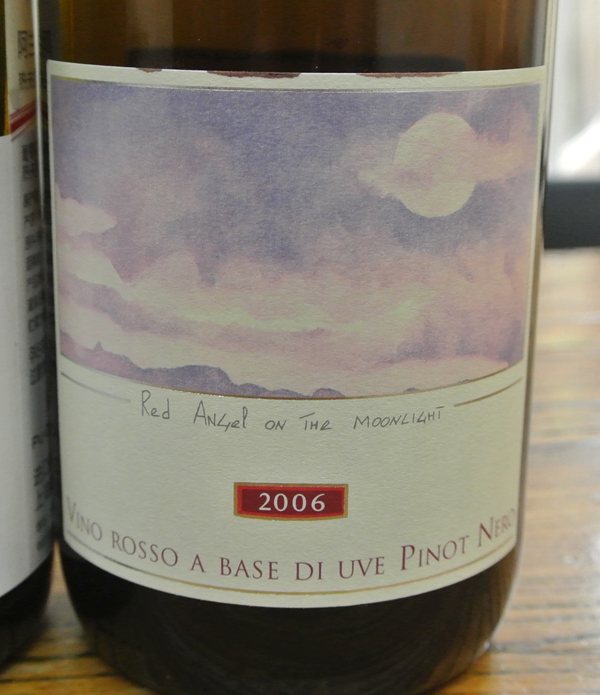 Red Angel on the Moonlight
2006
Vino rosso a base di uve Pinot Nero